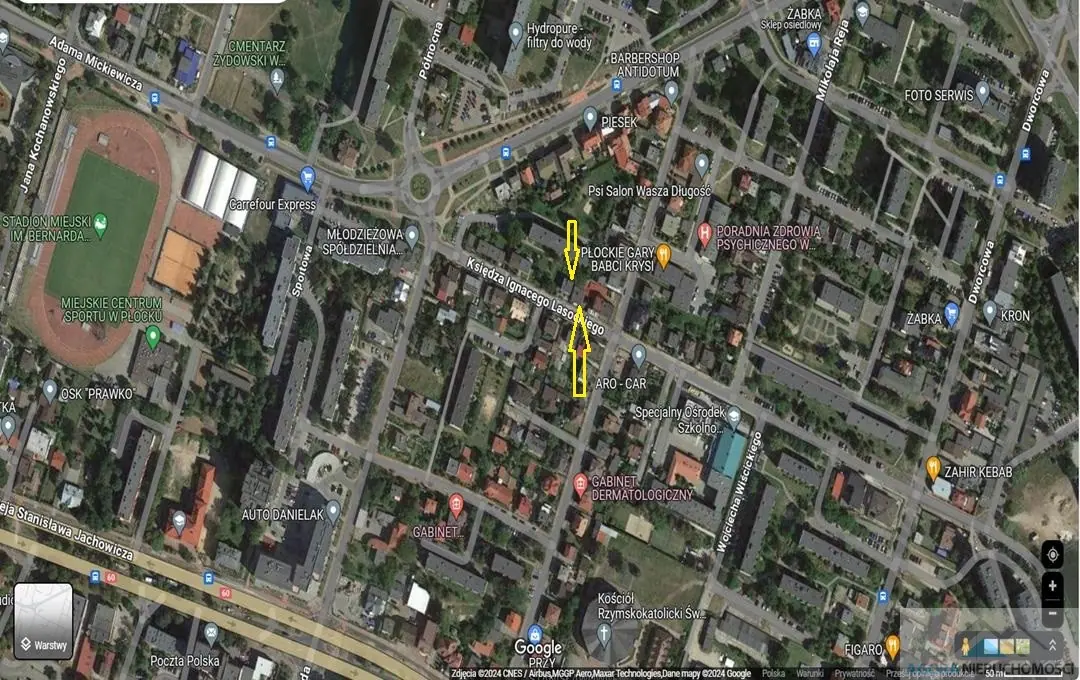 Hydropure -
filtry do wody
ŻABKA
Sklep osiedlowy
Adama Mickiewicza
CMENTARZ
ŻYDOWSKI W...
Północna
BARBERSHOP
ANTIDOTUM
Mikołaja Reja
FOTO SERWIS
Dworcowa
Jana Kochanowskiego
PIESEK
Psi Salon Wasza Długość
Carrefour Express
STADION MIEJSKI
IM. BERNARDA...
MŁODZIEŻOWA
SPÓŁDZIELNIA...
PORADNIA ZDROWIA
PSYCHICZNEGO W...
PŁOCKIE GARY
BABCI KRYSI
Sportowa
Księdza Ignacego Lasockiego
Dworcowa
MIEJSKIE CENTRUM
SPORTU W PŁOCKU
ŻABKA
KRON
OSK "PRAWKO"
ARO - CAR
Specjalny Ośrodek
Szkolno...
Wojciecha Wiścickiego
ZAHIR KEBAB
GABINET
DERMATOLOGICZNY
AUTO DANIELAK
GABINET...
Stanisława Jachowicza
60
60
Warstwy
Kościół
Rzymskokatolicki Św...
Poczta Polska
Google
PRZY
FIGARO
NIERUCHOMOŚCI
Zdjęcia ©2024 CNES / Airbus,MGGP Aero,Maxar Technologies,Dane mapy ©2024 Google Polska Warunki Prywatność 50 m